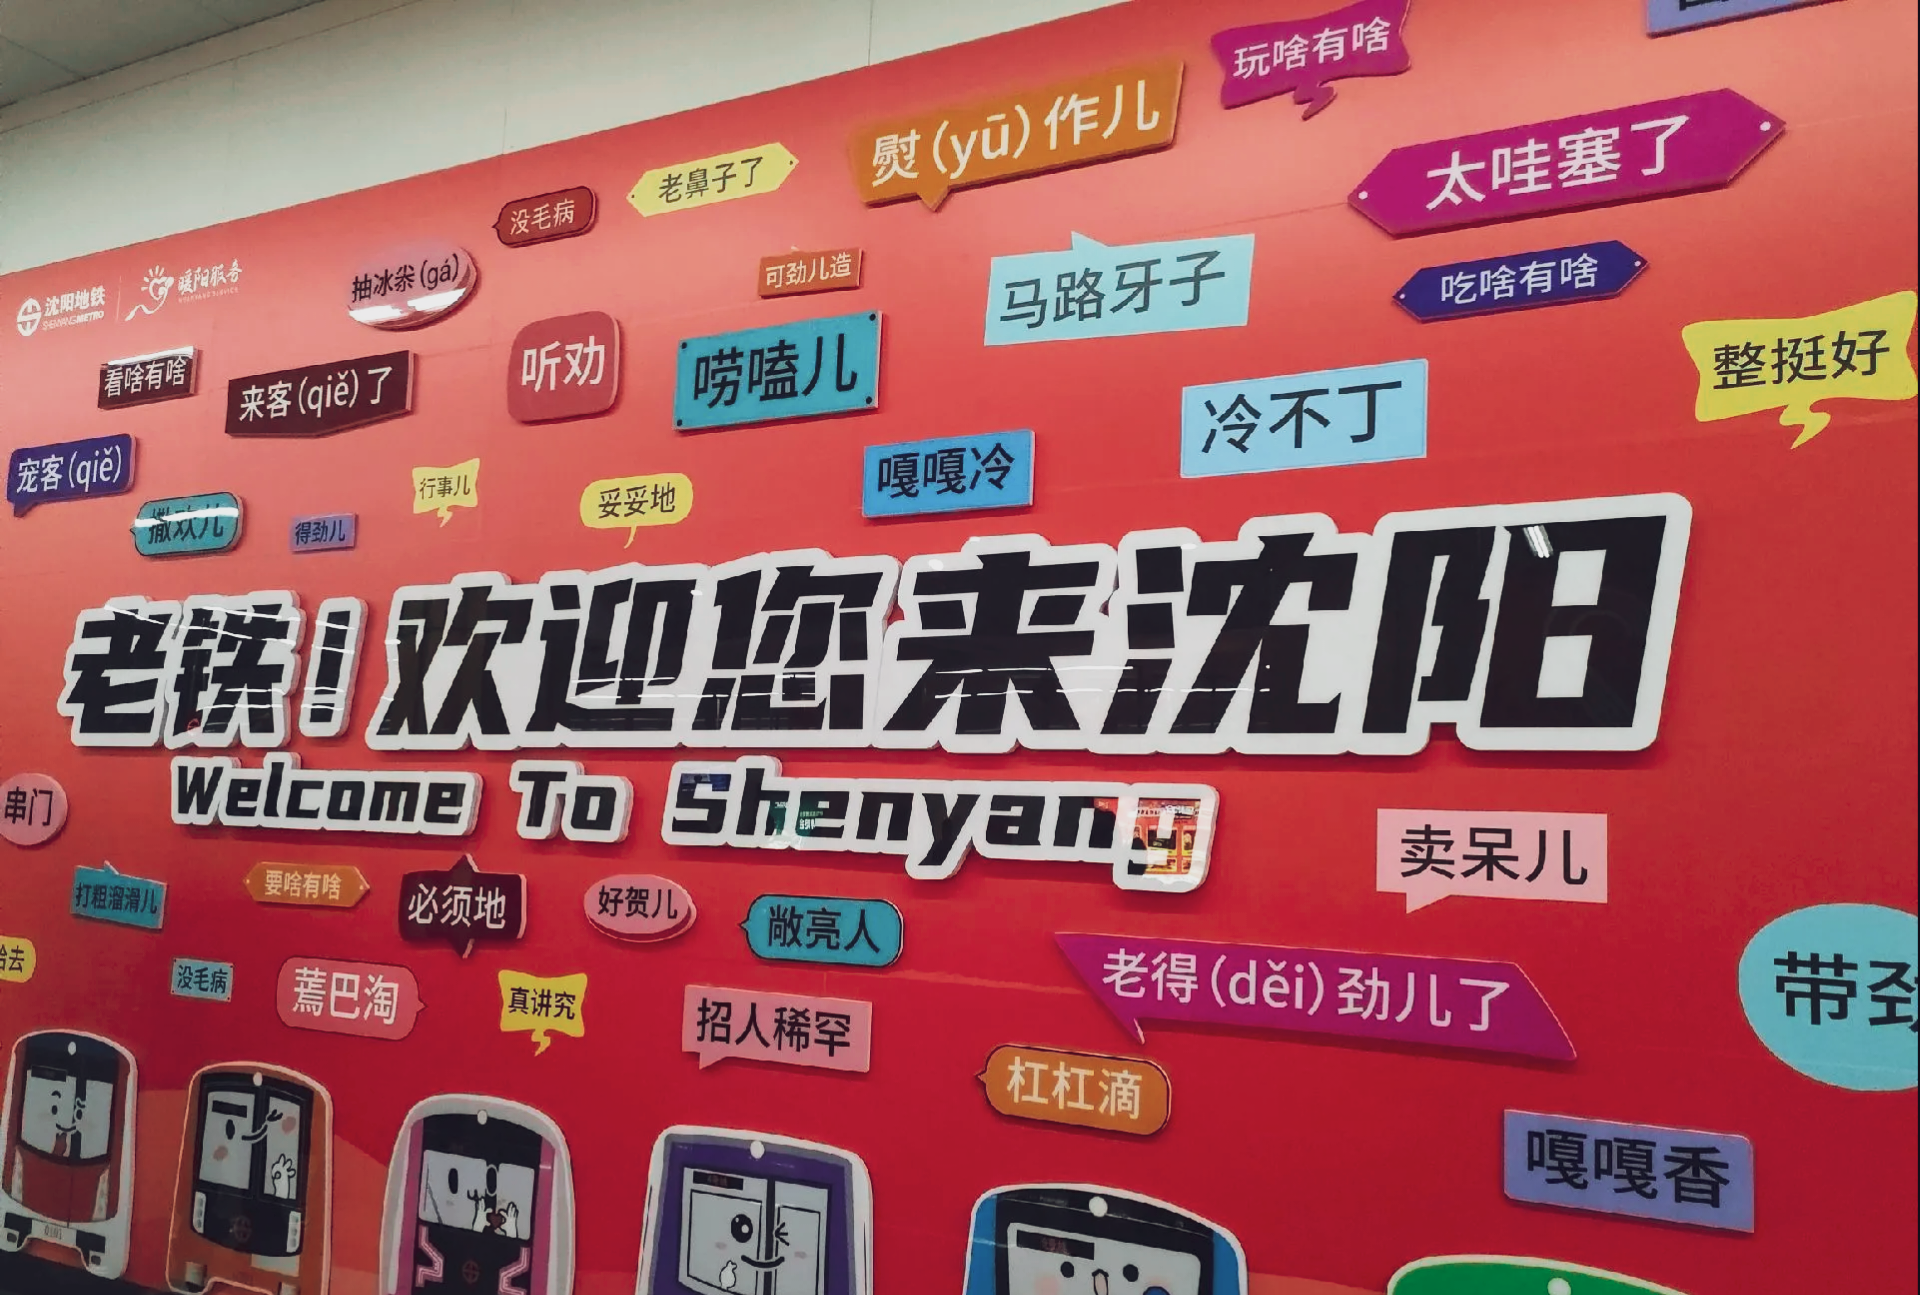 玩啥有啥
熨(yū)作儿
太哇塞了
老鼻子了
没毛病
沈阳地铁
SHENYANGMETRO
暖阳服务
抽冰尜(gá)
可劲儿造
马路牙子
吃啥有啥
整挺好
看啥有啥
来客(qiě)了
听劝
唠嗑儿
冷不丁
宠客(qiě)
撒欢儿
得劲儿
行事儿
妥妥地
嘎嘎冷
老铁!欢迎您来沈阳
Welcome To Shenyang
串门
卖呆儿
打粗溜滑儿
要啥有啥
必须地
好贺儿
敞亮人
没毛病
蔫巴淘
真讲究
招人稀罕
老得(děi)劲儿了
带劲
杠杠滴
嘎嘎香